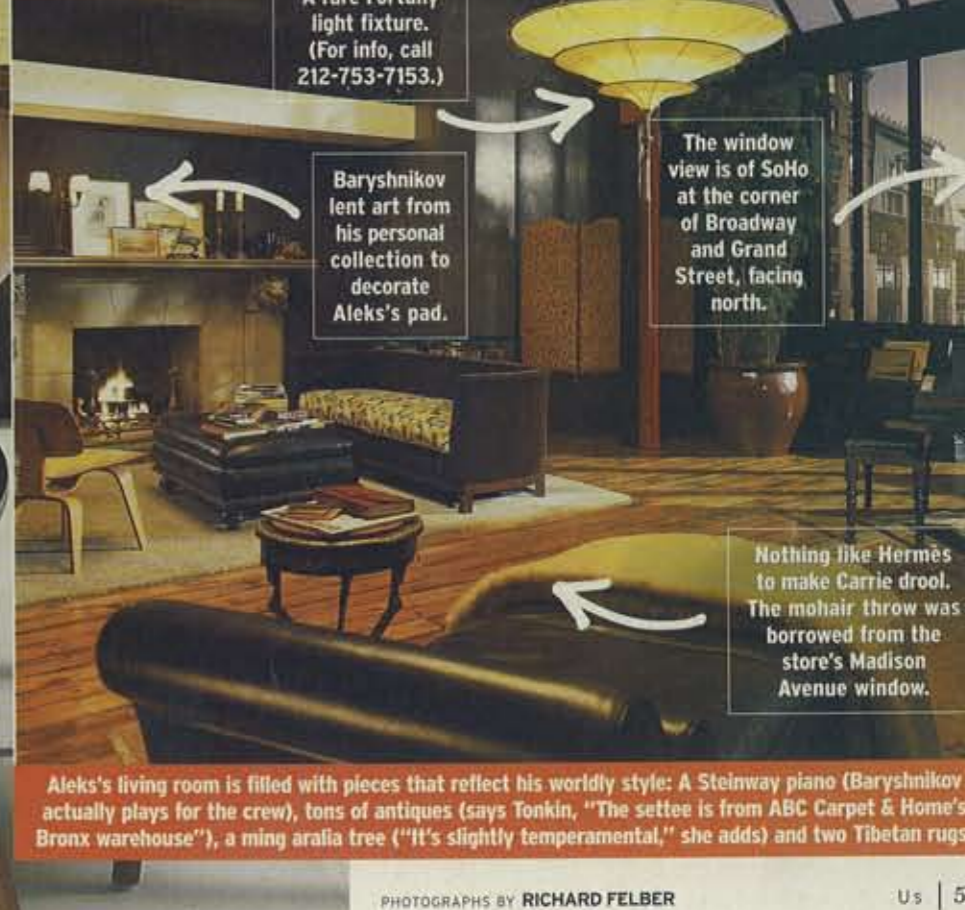 A rare Fortuny
light fixture.
(For info, call
212-753-7153.)
Baryshnikov
lent art from
his personal
collection to
decorate
Aleks's pad.
The window
view is of SoHo
at the corner
of Broadway
and Grand
Street, facing
north.
Nothing like Hermès
to make Carrie drool.
The mohair throw was
borrowed from the
store's Madison
Avenue window.
Aleks's living room is filled with pieces that reflect his worldly style: A Steinway piano (Baryshnikov
actually plays for the crew), tons of antiques (says Tonkin, "The settee is from ABC Carpet & Home's
Bronx warehouse"), a ming aralia tree ("It's slightly temperamental," she adds) and two Tibetan rugs
PHOTOGRAPHS BY RICHARD FELBER
Us | 5